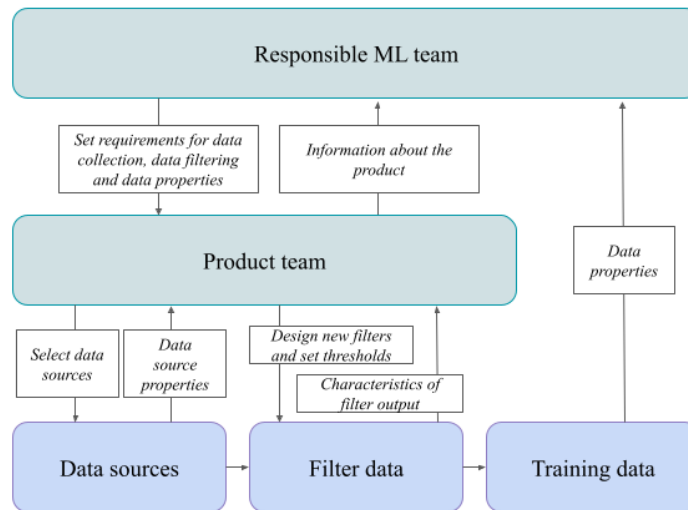 Responsible ML team
Set requirements for data
collection, data filtering
and data properties
Information about the
product
Data
properties
Product team
Select data
sources
Data
source
properties
Design new filters
and set thresholds
Characteristics of
filter output
Data sources
Filter data
Training data